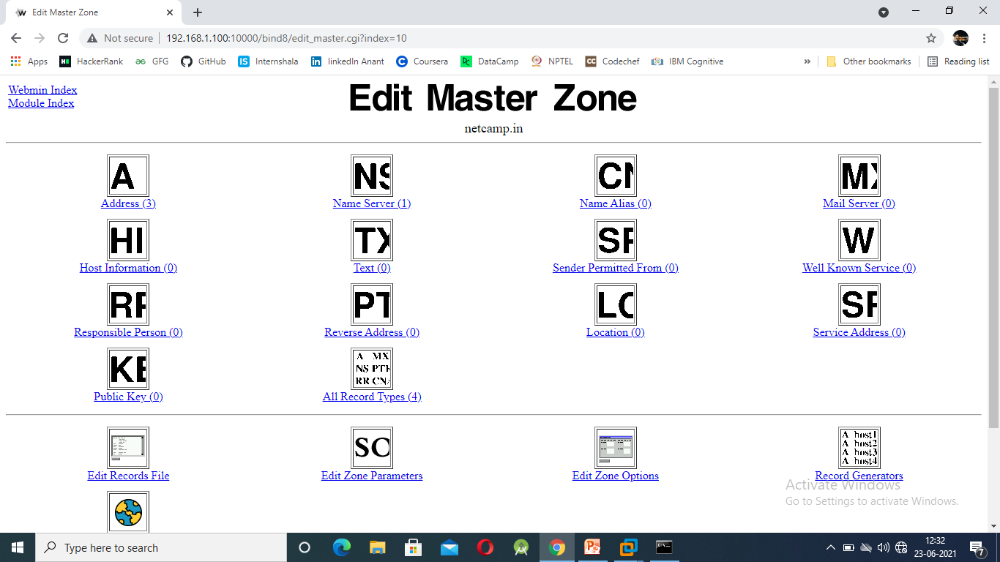 Edit Master Zone
Not secure | 192.168.1.100:10000/bind8/edit_master.cgi?index=10
Apps HackerRank GFG GitHub Internshala linkedIn Anant Coursera DataCamp NPTEL Codechef IBM Cognitive » Other bookmarks Reading list
Webmin Index
Module Index
Edit Master Zone
netcamp.in
A NS CN MX
Address (3) Name Server (1) Name Alias (0) Mail Server (0)
HI TX SP W
Host Information (0) Text (0) Sender Permitted From (0) Well Known Service (0)
RP PT LO SR
Responsible Person (0) Reverse Address (0) Location (0) Service Address (0)
KE
A MX
NS PTR
RR CNA
Public Key (0) All Record Types (4)
SO
A host1
A host2
A host3
A host4
Edit Records File Edit Zone Parameters Edit Zone Options Record Generators
Activate Windows
Go to Settings to activate Windows.
Type here to search
12:32
23-06-2021
7